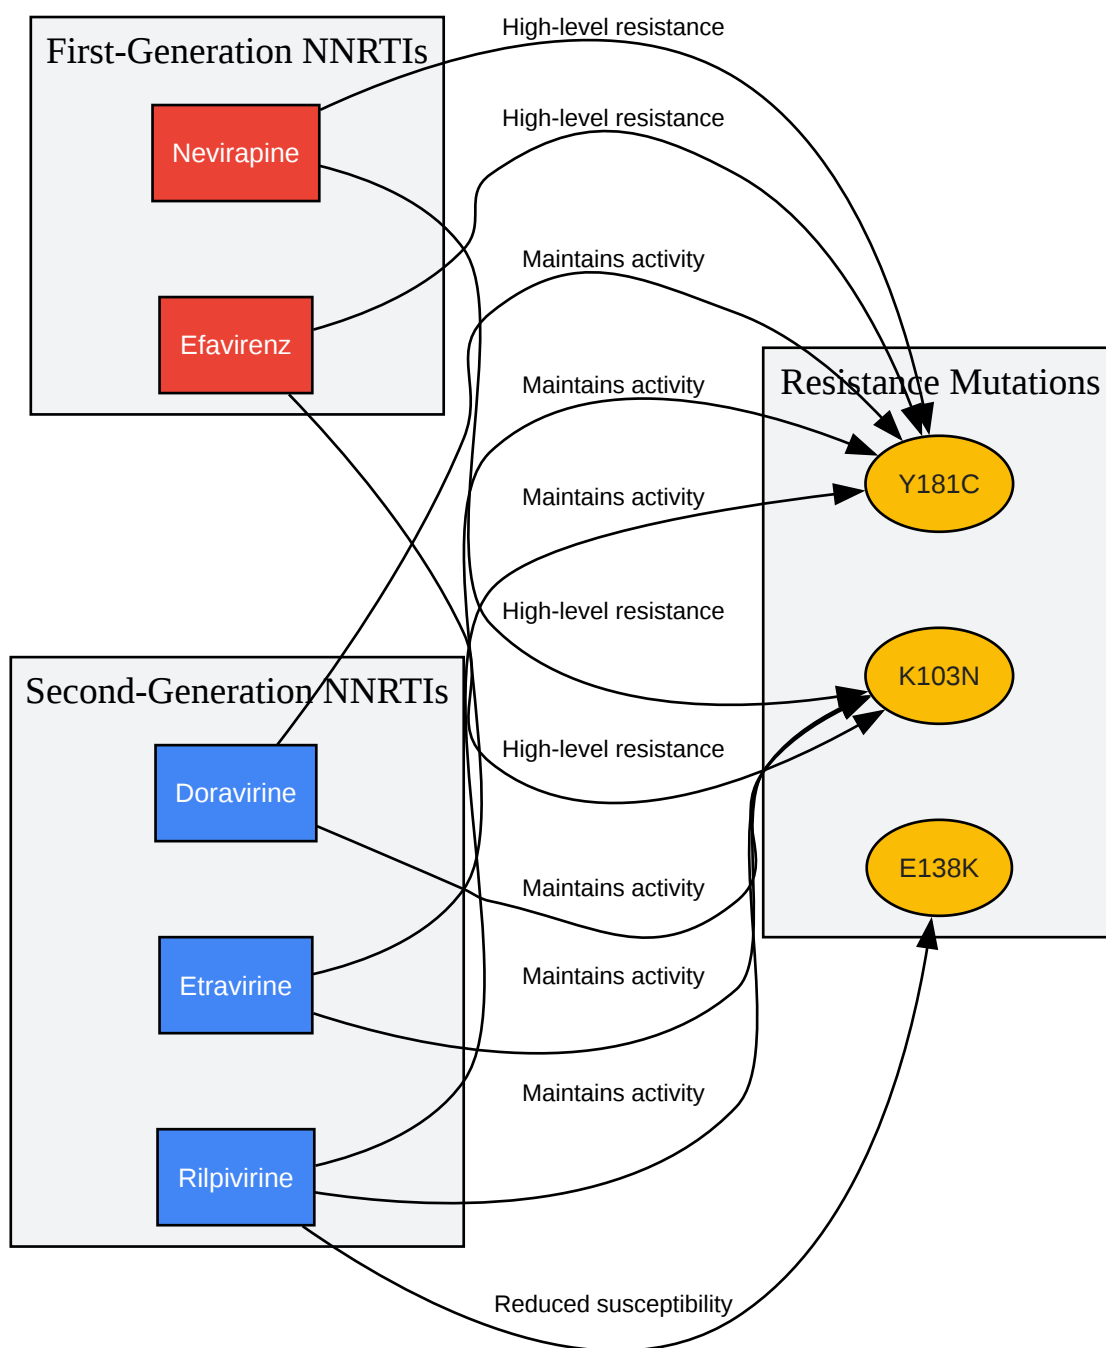 High-level resistance
First-Generation NNRTIs
High-level resistance
Nevirapine
Maintains activity
Efavirenz
Maintains activity
Resistance Mutations
Y181C
Maintains activity
High-level resistance
K103N
Second-Generation NNRTIs
High-level resistance
Doravirine
E138K
Maintains activity
Maintains activity
Etravirine
Maintains activity
Rilpivirine
Reduced susceptibility